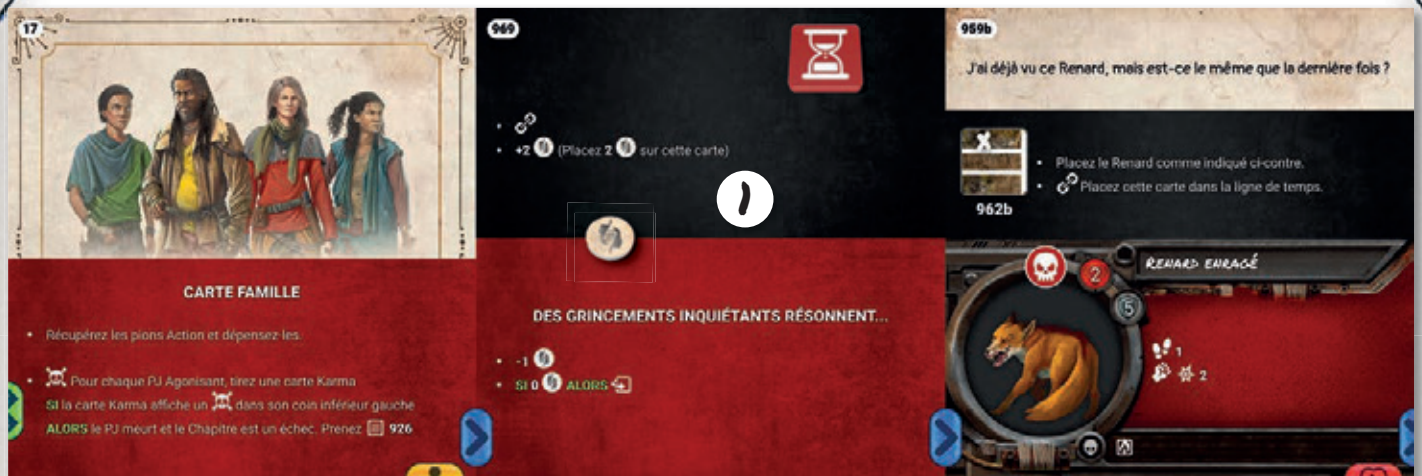 17
CARTE FAMILLE
Récupérez les pions Action et dépensez-les.
Pour chaque PJ Agonisant, tirez une carte Karma
SI la carte Karma affiche un dans son coin inférieur gauche
ALORS le PJ meurt et le Chapitre est un échec. Prenez 926
969
+2 (Placez 2 sur cette carte)
1
DES GRINCEMENTS INQUIÉTANTS RÉSONNENT...
-1
SI 0 ALORS
959b
J'ai déjà vu ce Renard, mais est-ce le même que la dernière fois ?
Placez le Renard comme indiqué ci-contre.
Placez cette carte dans la ligne de temps.
962b
RENARD ENRAGÉ
2
5
1
2